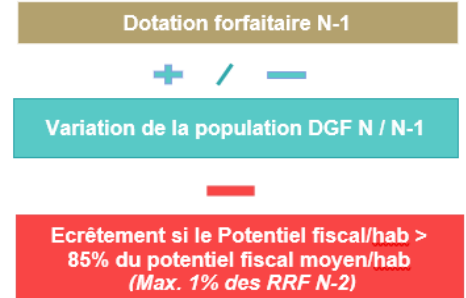 Dotation forfaitaire N-1
+ / –
Variation de la population DGF N / N-1
–
Ecrêtement si le Potentiel fiscal/hab >
85% du potentiel fiscal moyen/hab
(Max. 1% des RRF N-2)